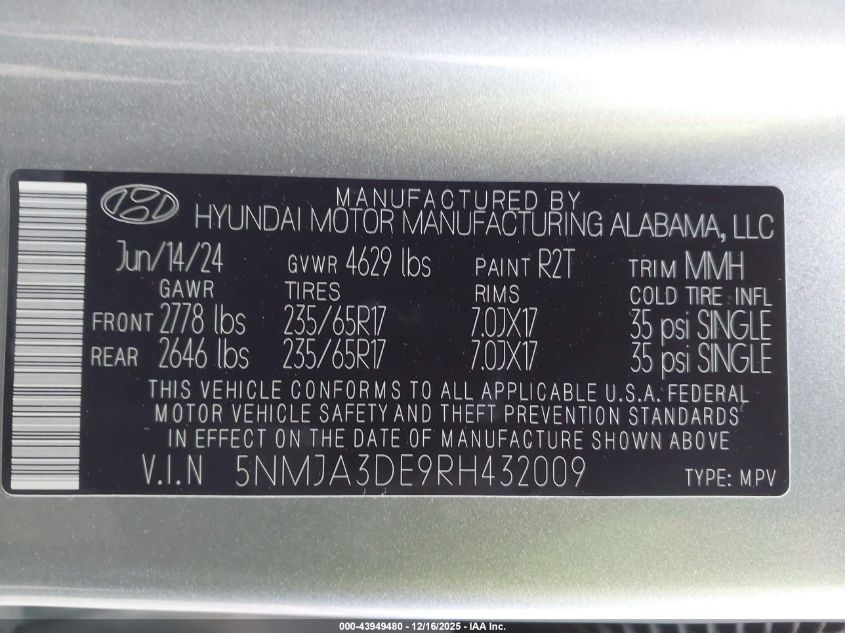 MANUFACTURED BY
HYUNDAI MOTOR MANUFACTURING ALABAMA, LLC
Jun/14/24 GVWR 4629 lbs PAINT R2T TRIM MMH
GAWR TIRES RIMS COLD TIRE INFL
FRONT 2778 lbs 235/65R17 7.0JX17 35 psi SINGLE
REAR 2646 lbs 235/65R17 7.0JX17 35 psi SINGLE
THIS VEHICLE CONFORMS TO ALL APPLICABLE U.S.A. FEDERAL
MOTOR VEHICLE SAFETY AND THEFT PREVENTION STANDARDS
IN EFFECT ON THE DATE OF MANUFACTURE SHOWN ABOVE
V.I.N 5NMJA3DE9RH432009 TYPE: MPV
000-43949480 - 12/16/2025 - IAA Inc.